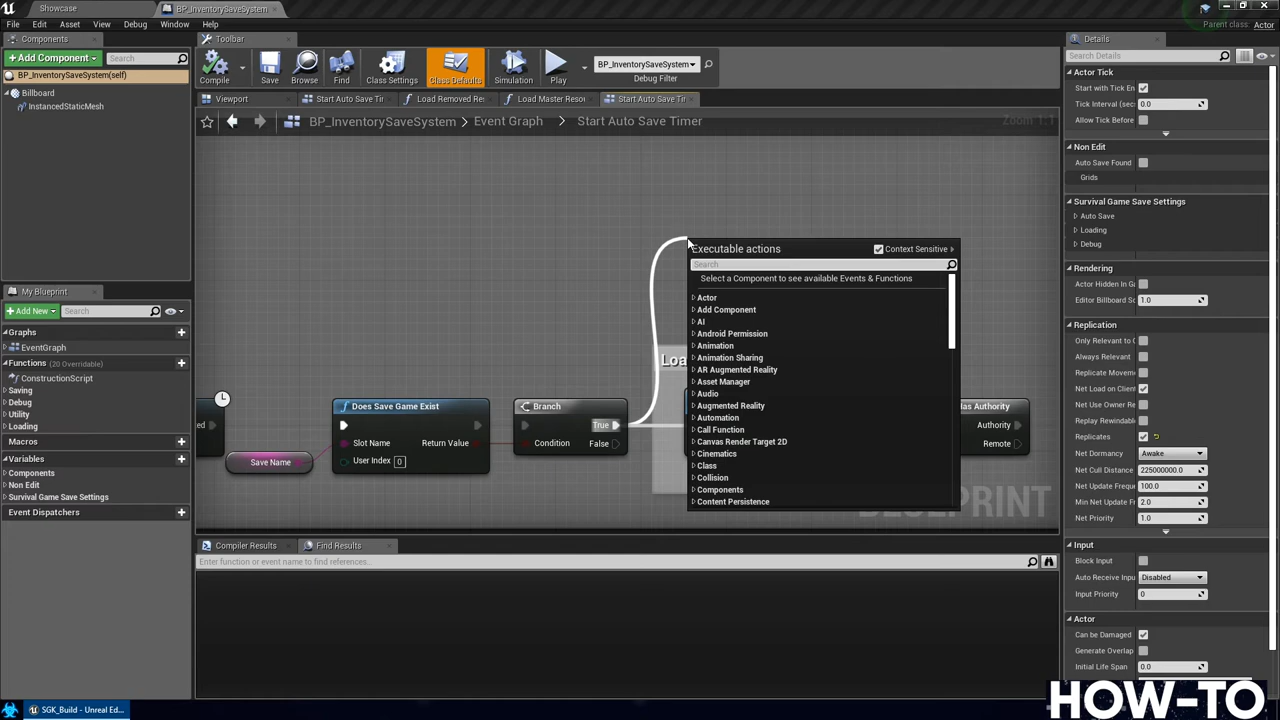 Showcase
BP_InventorySaveSystem
File Edit Asset View Debug Window Help
Parent class: Actor
Components
Toolbar
Details
+ Add Component
Search
Compile
Save
Browse
Find
Class Settings
Class Defaults
Simulation
Play
BP_InventorySaveSystem
Debug Filter
Search Details
BP_InventorySaveSystem(self)
Billboard
InstancedStaticMesh
Viewport
Start Auto Save Tir
Load Removed Re
Load Master Resou
Start Auto Save Tir
BP_InventorySaveSystem > Event Graph > Start Auto Save Timer
Zoom 1:1
Executable actions
Context Sensitive
Search
Select a Component to see available Events & Functions
Actor
Add Component
AI
Android Permission
Animation
Animation Sharing
AR Augmented Reality
Asset Manager
Audio
Augmented Reality
Automation
Call Function
Canvas Render Target 2D
Cinematics
Class
Collision
Components
Content Persistence
Loa
ed
Does Save Game Exist
Slot Name
Return Value
User Index 0
Save Name
Branch
True
Condition
False
Has Authority
Authority
Remote
BLUEPRINT
My Blueprint
+ Add New
Search
Graphs
EventGraph
Functions (20 Overridable)
ConstructionScript
Saving
Debug
Utility
Loading
Macros
Variables
Components
Non Edit
Survival Game Save Settings
Event Dispatchers
Compiler Results
Find Results
Enter function or event name to find references...
Actor Tick
Start with Tick En
Tick Interval (sec 0.0
Allow Tick Before
Non Edit
Auto Save Found
Grids
Survival Game Save Settings
Auto Save
Loading
Debug
Rendering
Actor Hidden In G
Editor Billboard Sc 1.0
Replication
Only Relevant to O
Always Relevant
Replicate Moveme
Net Load on Client
Net Use Owner Re
Replay Rewindabl
Replicates
Net Dormancy Awake
Net Cull Distance 225000000.0
Net Update Freque 100.0
Min Net Update Fr 2.0
Net Priority 1.0
Input
Block Input
Auto Receive Inpu Disabled
Input Priority 0
Actor
Can be Damaged
Generate Overlap
Initial Life Span 0.0
SGK_Build - Unreal Ed...
HOW-TO